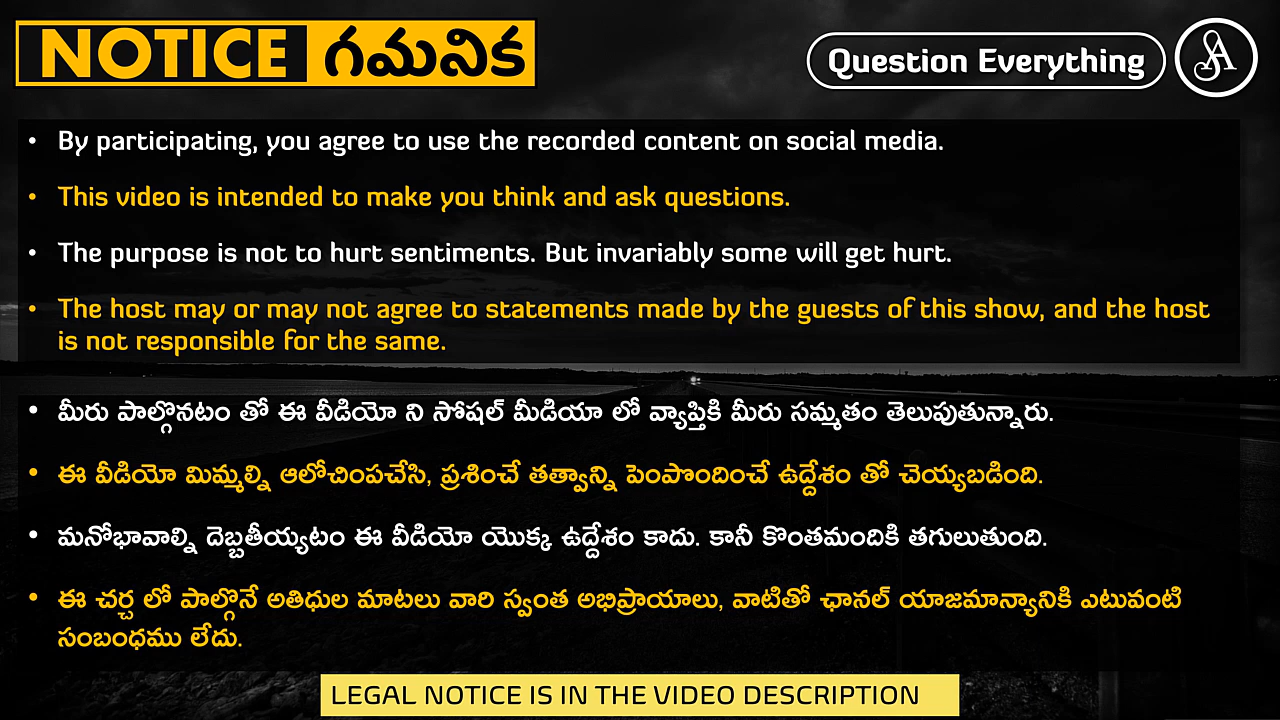 NOTICE గమనిక
Question Everything
• By participating, you agree to use the recorded content on social media.
• This video is intended to make you think and ask questions.
• The purpose is not to hurt sentiments. But invariably some will get hurt.
• The host may or may not agree to statements made by the guests of this show, and the host
is not responsible for the same.
• మీరు పాల్గొనటం తో ఈ వీడియో ని సోషల్ మీడియా లో వ్యాప్తికి మీరు సమ్మతం తెలుపుతున్నారు.
• ఈ వీడియో మిమ్మల్ని ఆలోచింపచేసి, ప్రశించే తత్వాన్ని పెంపొందించే ఉద్దేశం తో చెయ్యబడింది.
• మనోభావాల్ని దెబ్బతీయ్యటం ఈ వీడియో యొక్క ఉద్దేశం కాదు. కానీ కొంతమందికి తగులుతుంది.
• ఈ చర్చ లో పాల్గొనే అతిధుల మాటలు వారి స్వంత అభిప్రాయాలు, వాటితో ఛానల్ యాజమాన్యానికి ఎటువంటి
సంబంధము లేదు.
LEGAL NOTICE IS IN THE VIDEO DESCRIPTION